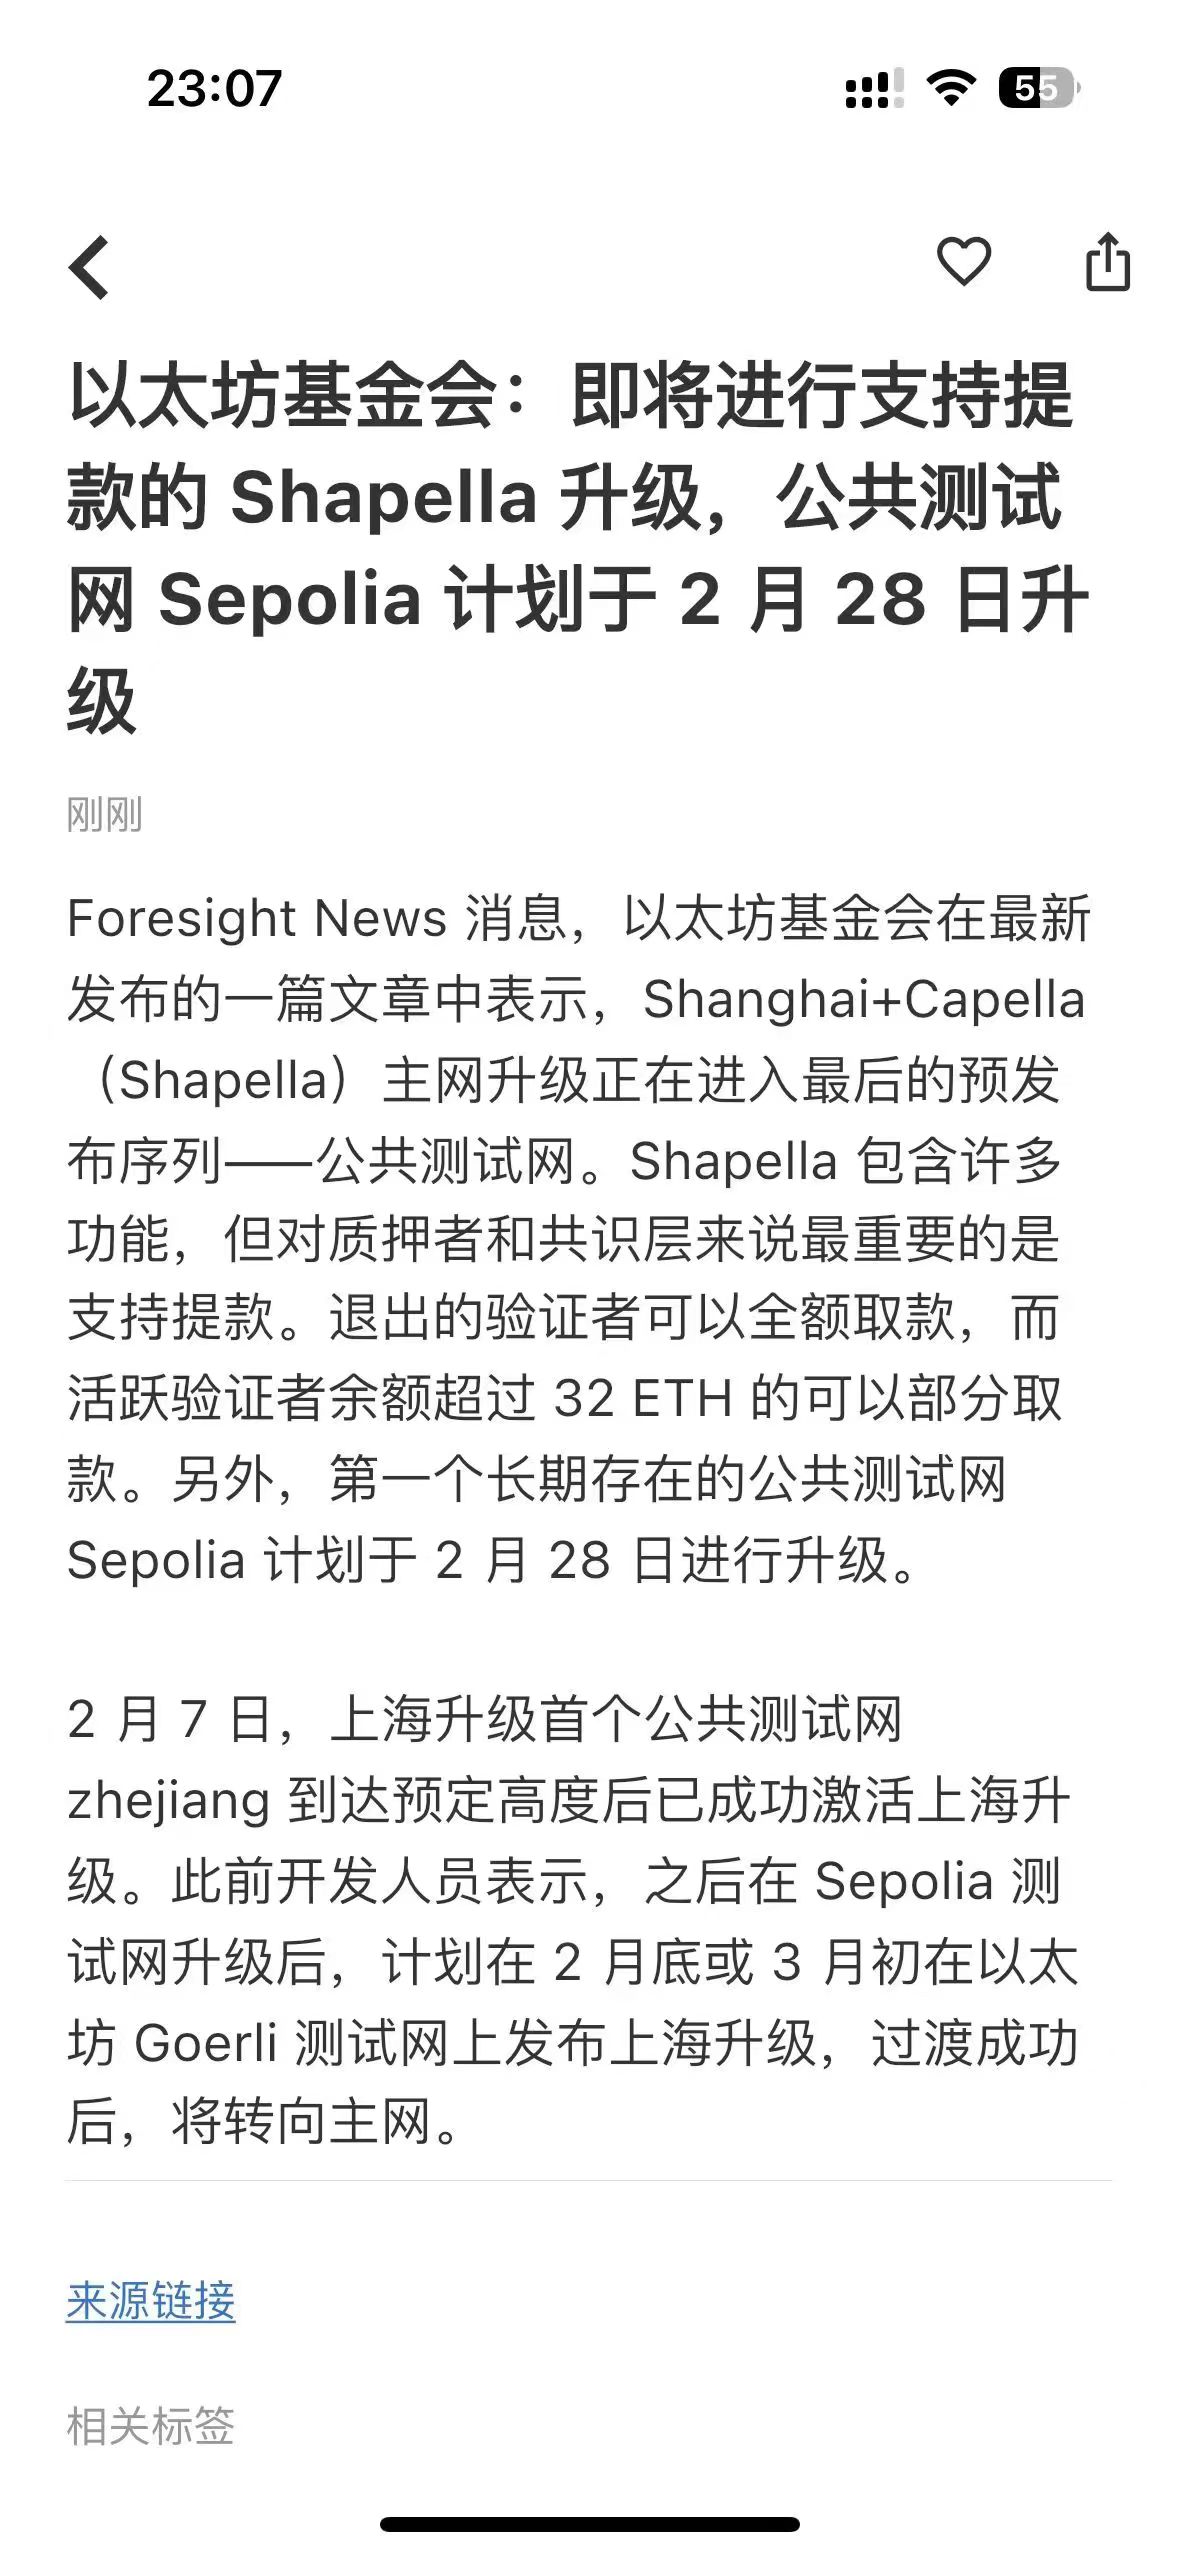 23:07
55
以太坊基金会：即将进行支持提
款的 Shapella 升级，公共测试
网 Sepolia 计划于 2 月 28 日升
级
刚刚
Foresight News 消息，以太坊基金会在最新
发布的一篇文章中表示，Shanghai+Capella
（Shapella）主网升级正在进入最后的预发
布序列——公共测试网。Shapella 包含许多
功能，但对质押者和共识层来说最重要的是
支持提款。退出的验证者可以全额取款，而
活跃验证者余额超过 32 ETH 的可以部分取
款。另外，第一个长期存在的公共测试网
Sepolia 计划于 2 月 28 日进行升级。
2 月 7 日，上海升级首个公共测试网
zhejiang 到达预定高度后已成功激活上海升
级。此前开发人员表示，之后在 Sepolia 测
试网升级后，计划在 2 月底或 3 月初在以太
坊 Goerli 测试网上发布上海升级，过渡成功
后，将转向主网。
来源链接
相关标签